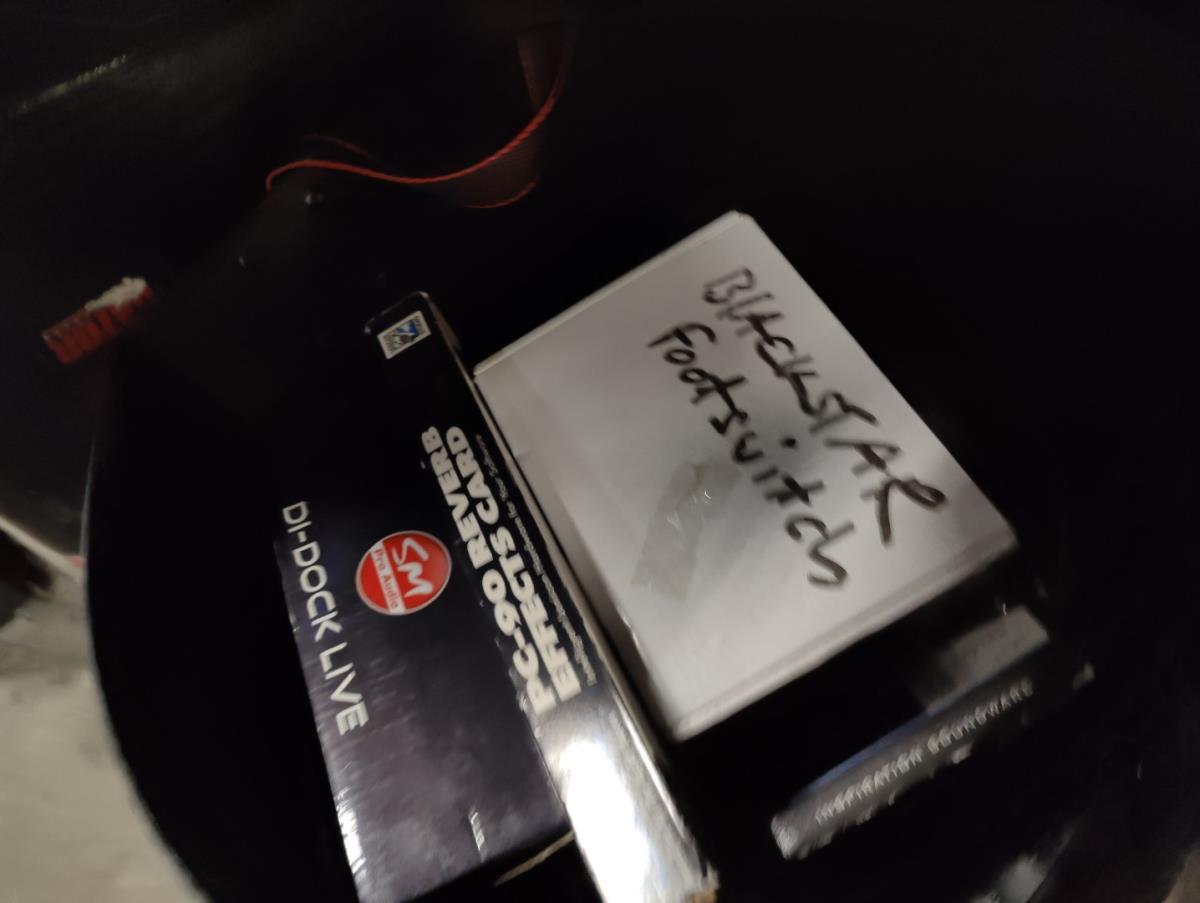 BlACKSTAR
Footswitch
PC-90 REVERB
EFFECTS CARD
SM
Pro Audio
DI-DOCK LIVE
INSPIRATION SOUNDWARE